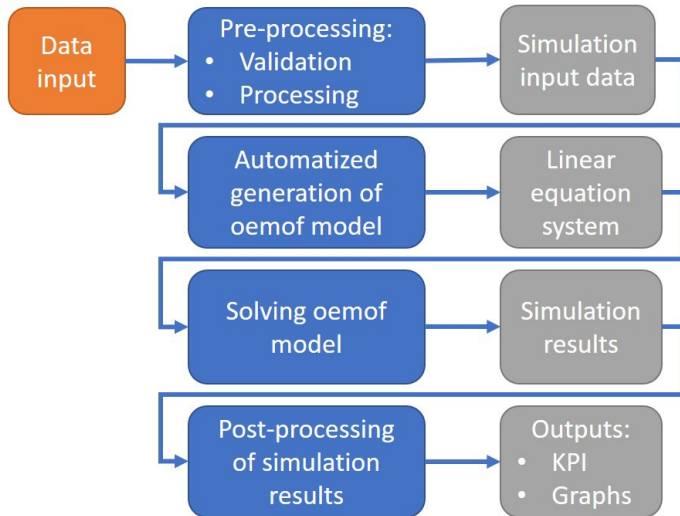 Data
input
Pre-processing:
• Validation
• Processing
Simulation
input data
Automatized
generation of
oemof model
Linear
equation
system
Solving oemof
model
Simulation
results
Post-processing
of simulation
results
Outputs:
• KPI
• Graphs